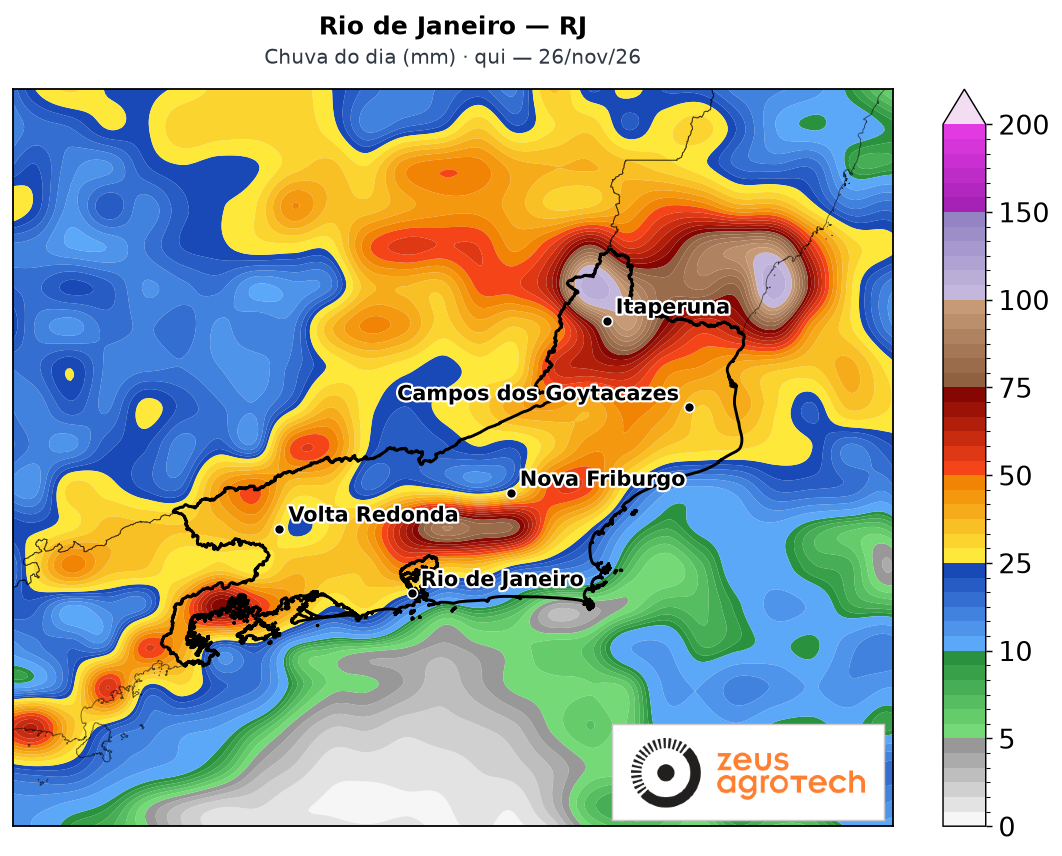 Rio de Janeiro — RJ
Chuva do dia (mm) · qui — 26/nov/26
200
150
100
75
50
25
10
5
0
Itaperuna
Campos dos Goytacazes
Nova Friburgo
Volta Redonda
Rio de Janeiro
zeus
agrotech